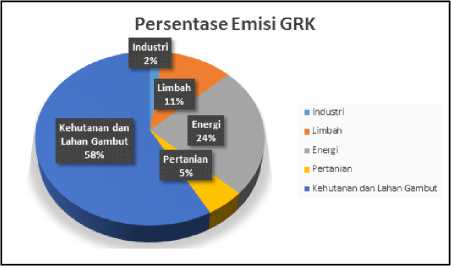 Persentase Emisi GRK
Industri
2%
Limbah
11%
Energi
24%
Pertanian
5%
Kehutanan dan
Lahan Gambut
58%
Industri
Limbah
Energi
Pertanian
Kehutanan dan Lahan Gambut